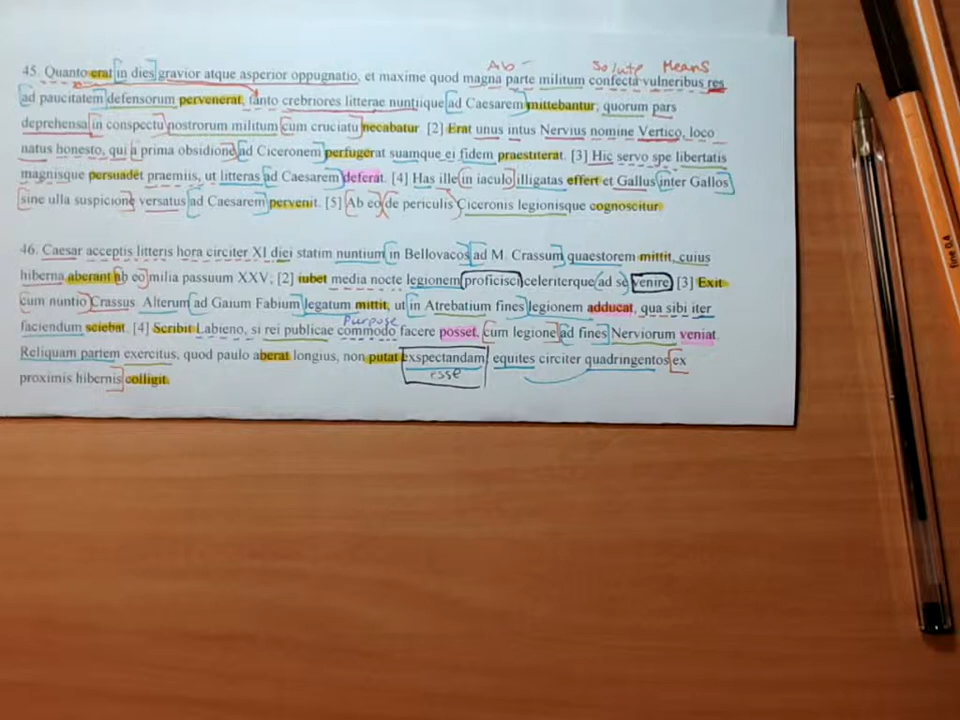 Ab - Solute Means
45. Quanto erat in dies gravior atque asperior oppugnatio, et maxime quod magna parte militum confecta vulneribus res
ad paucitatem defensorum pervenerat, tanto crebriores litterae nuntiique ad Caesarem mittebantur, quorum pars
deprehensa in conspectu nostrorum militum cum cruciatu necabatur. [2] Erat unus intus Nervius nomine Vertico, loco
natus honesto, qui a prima obsidione ad Ciceronem perfugerat suamque ei fidem praestiterat. [3] Hic servo spe libertatis
magnisque persuadet praemiis, ut litteras ad Caesarem deferat. [4] Has ille in iaculo illigatas effert et Gallus inter Gallos
sine ulla suspicione versatus ad Caesarem pervenit. [5] Ab eo de periculis Ciceronis legionisque cognoscitur.
46. Caesar acceptis litteris hora circiter XI diei statim nuntium in Bellovacos ad M. Crassum quaestorem mittit, cuius
hiberna aberant ab eo milia passuum XXV; [2] iubet media nocte legionem proficisci celeriterque ad se venire [3] Exit
cum nuntio Crassus. Alterum ad Gaium Fabium legatum mittit, ut in Atrebatium fines legionem adducat, qua sibi iter
Purpose
faciendum sciebat. [4] Scribit Labieno, si rei publicae commodo facere posset, cum legione ad fines Nerviorum veniat.
Reliquam partem exercitus, quod paulo aberat longius, non putat exspectandam equites circiter quadringentos ex
esse
proximis hibernis colligit.
fine 0.4